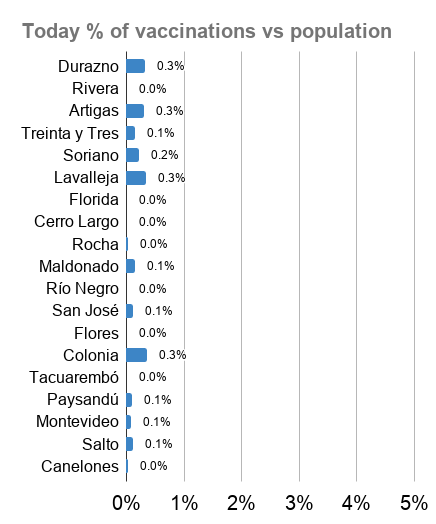 Today % of vaccinations vs population
Durazno 0.3%
Rivera 0.0%
Artigas 0.3%
Treinta y Tres 0.1%
Soriano 0.2%
Lavalleja 0.3%
Florida 0.0%
Cerro Largo 0.0%
Rocha 0.0%
Maldonado 0.1%
Río Negro 0.0%
San José 0.1%
Flores 0.0%
Colonia 0.3%
Tacuarembó 0.0%
Paysandú 0.1%
Montevideo 0.1%
Salto 0.1%
Canelones 0.0%
0% 1% 2% 3% 4% 5%